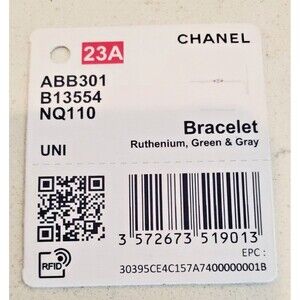 23A
CHANEL
ABB301
B13554
NQ110
Bracelet
Ruthenium, Green & Gray
UNI
3 572673 519013
EPC :
30395CE4C157A7400000001B
RFID